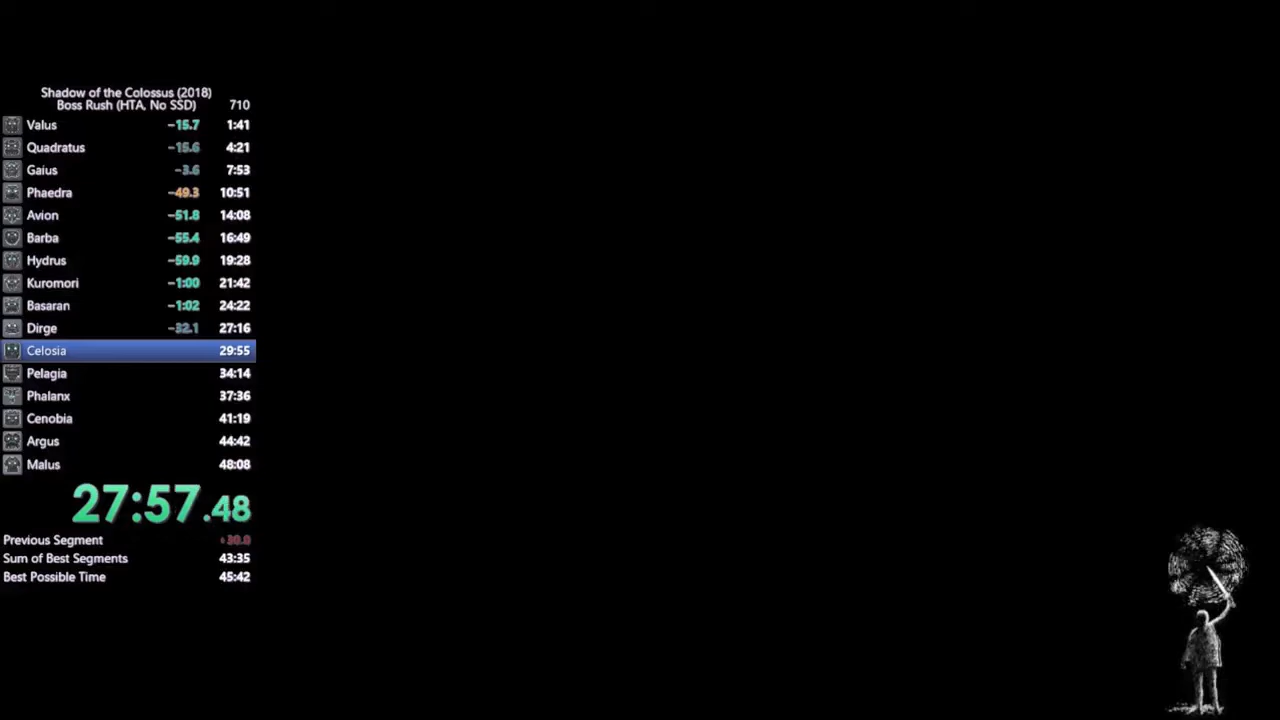 Shadow of the Colossus (2018)
Boss Rush (HTA, No SSD) 710
Valus -15.7 1:41
Quadratus -15.6 4:21
Gaius -3.6 7:53
Phaedra -49.3 10:51
Avion -51.8 14:08
Barba -55.4 16:49
Hydrus -59.9 19:28
Kuromori -1:00 21:42
Basaran -1:02 24:22
Dirge -32.1 27:16
Celosia 29:55
Pelagia 34:14
Phalanx 37:36
Cenobia 41:19
Argus 44:42
Malus 48:08
27:57.48
Previous Segment +30.0
Sum of Best Segments 43:35
Best Possible Time 45:42